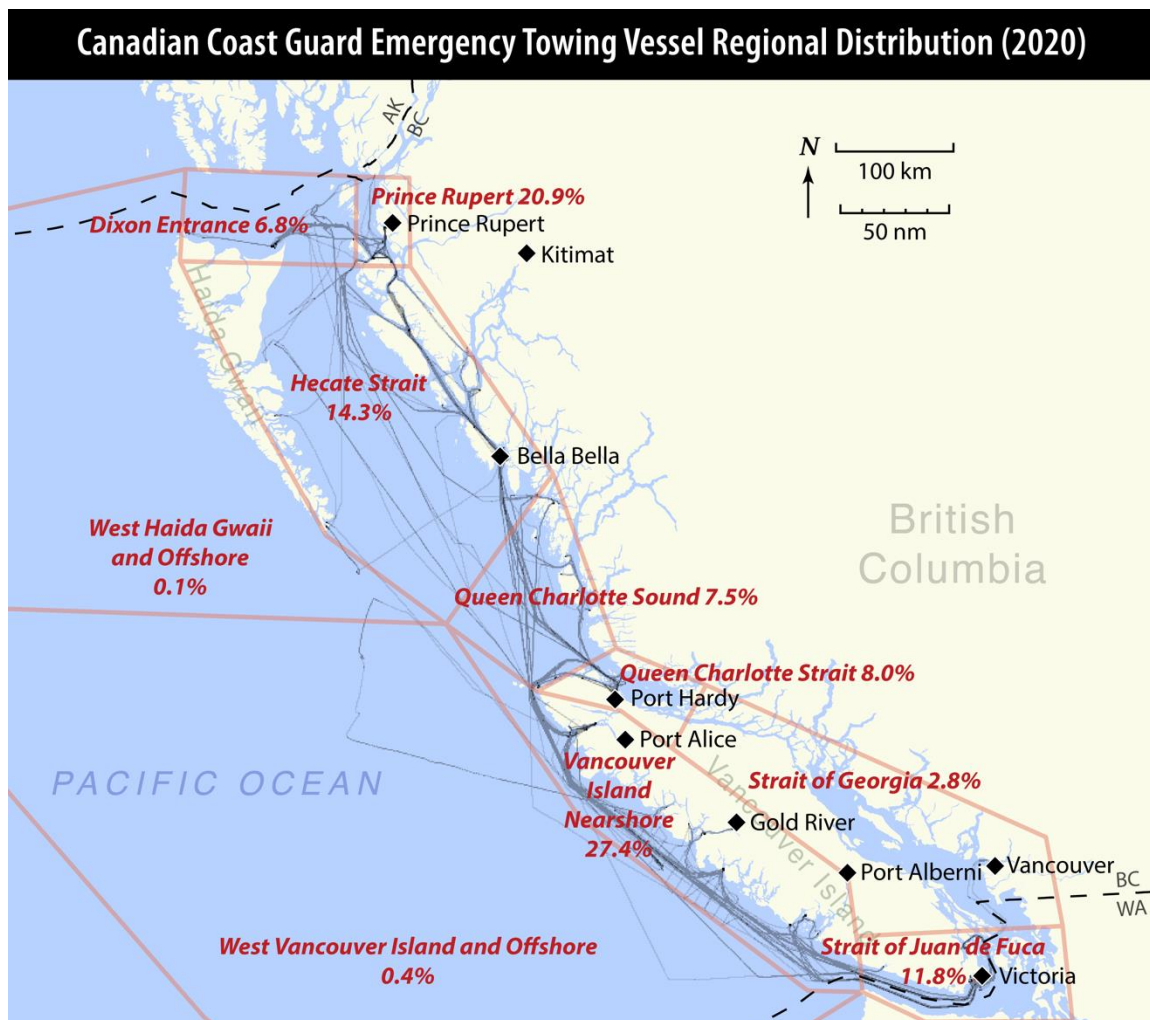 Canadian Coast Guard Emergency Towing Vessel Regional Distribution (2020)
AK
BC
N
100 km
50 nm
Prince Rupert 20.9%
Dixon Entrance 6.8%
Prince Rupert
Kitimat
Haida Gwaii
Hecate Strait
14.3%
Bella Bella
West Haida Gwaii
and Offshore
0.1%
British
Columbia
Queen Charlotte Sound 7.5%
Queen Charlotte Strait 8.0%
Port Hardy
Port Alice
Vancouver
Island
Nearshore
27.4%
Vancouver Island
PACIFIC OCEAN
Strait of Georgia 2.8%
Gold River
Port Alberni
Vancouver
BC
WA
West Vancouver Island and Offshore
0.4%
Strait of Juan de Fuca
11.8%
Victoria